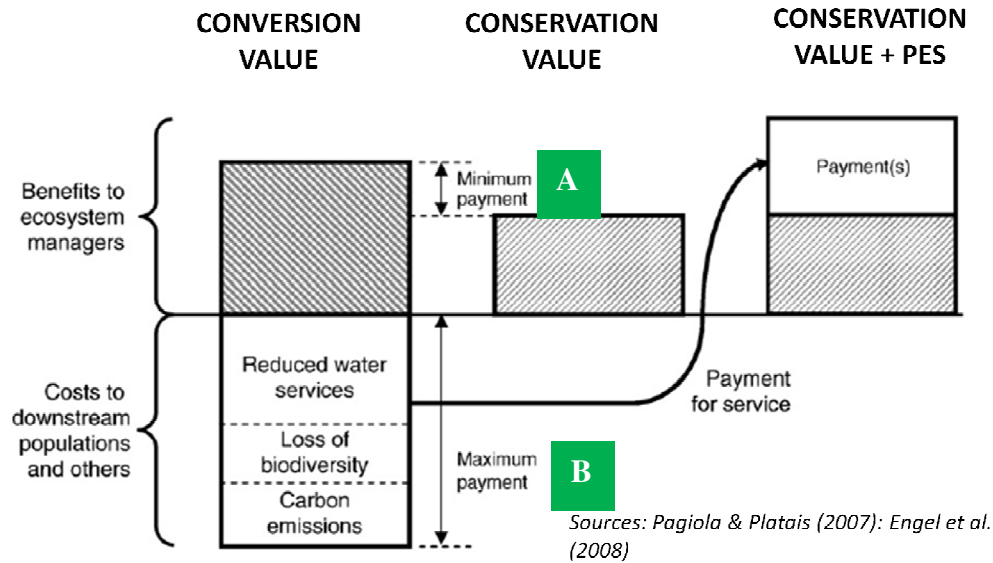 CONVERSION
VALUE
CONSERVATION
VALUE
CONSERVATION
VALUE + PES
Benefits to
ecosystem
managers
Minimum
payment
A
Payment(s)
Costs to
downstream
populations
and others
Reduced water
services
Loss of
biodiversity
Carbon
emissions
Maximum
payment
B
Payment
for service
Sources: Pagiola & Platais (2007): Engel et al.
(2008)